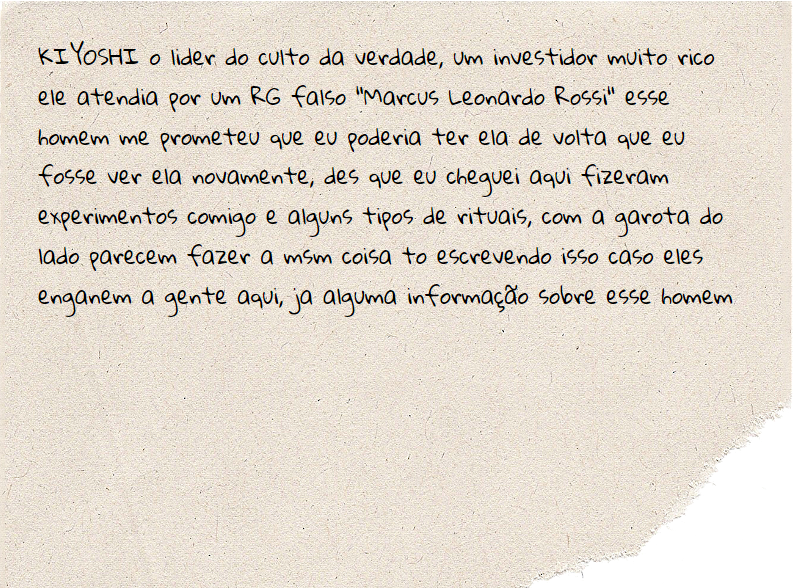 KIYOSHI o lider do culto da verdade, um investidor muito rico
ele atendia por um RG falso "Marcus Leonardo Rossi" esse
homem me prometeu que eu poderia ter ela de volta que eu
fosse ver ela novamente, des que eu cheguei aqui fizeram
experimentos comigo e alguns tipos de rituais, com a garota do
lado parecem fazer a msm coisa to escrevendo isso caso eles
enganem a gente aqui, ja alguma informação sobre esse homem